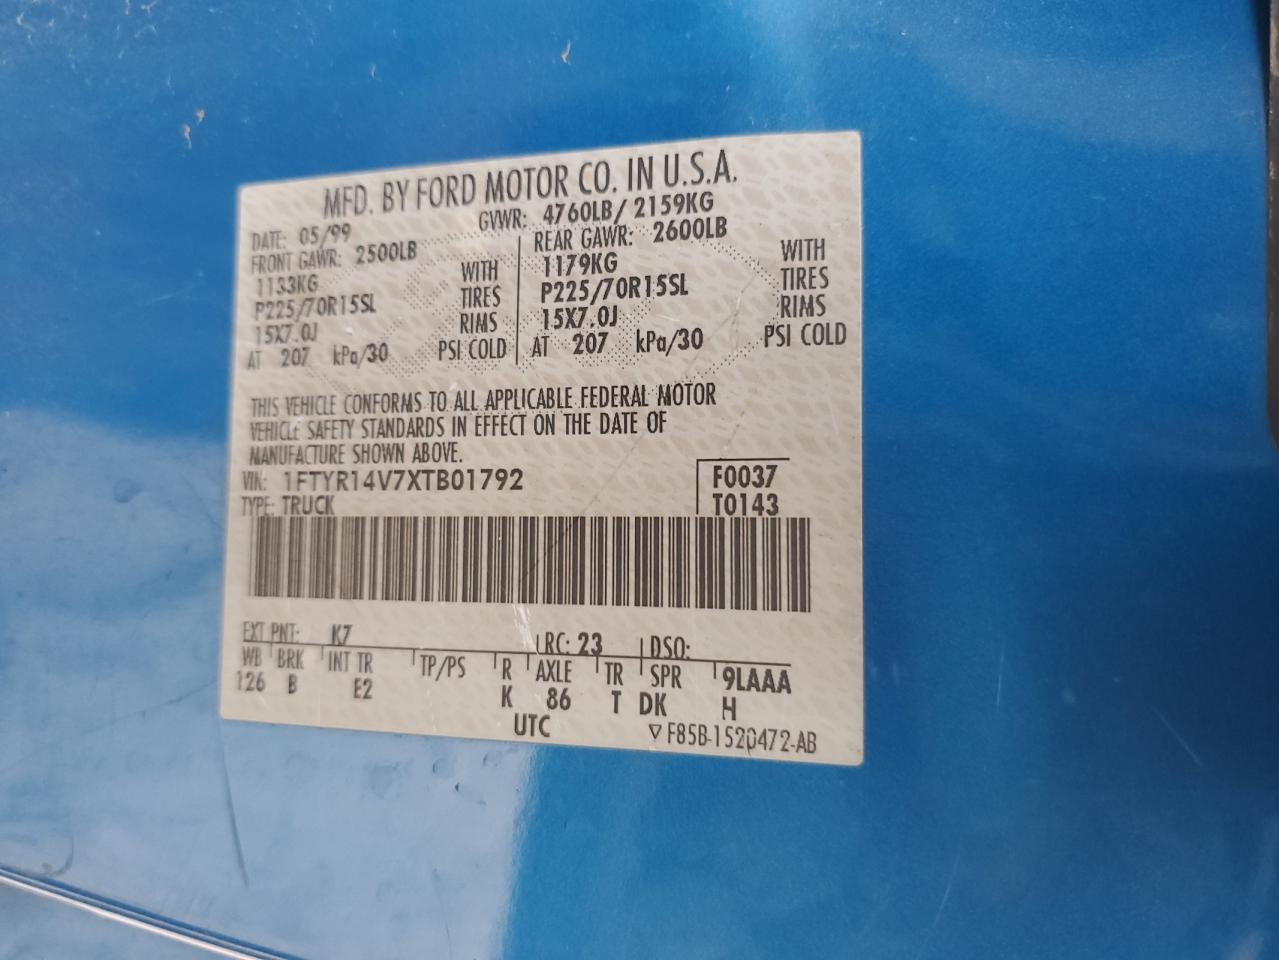 MFD. BY FORD MOTOR CO. IN U.S.A.
DATE: 05/99 GVWR: 4760LB/ 2159KG
FRONT GAWR: 2500LB REAR GAWR: 2600LB
1133KG WITH 1179KG WITH
P225/70R15SL TIRES P225/70R15SL TIRES
15X7.0J RIMS 15X7.0J RIMS
AT 207 kPa/30 PSI COLD AT 207 kPa/30 PSI COLD
THIS VEHICLE CONFORMS TO ALL APPLICABLE FEDERAL MOTOR
VEHICLE SAFETY STANDARDS IN EFFECT ON THE DATE OF
MANUFACTURE SHOWN ABOVE.
VIN: 1FTYR14V7XTB01792 F0037
TYPE: TRUCK T0143
EXT PNT: K7 RC: 23 DSO:
WB BRK INT TR TP/PS R AXLE TR SPR 9LAAA
126 B E2 K 86 T DK H
UTC ▽F85B-1520472-AB